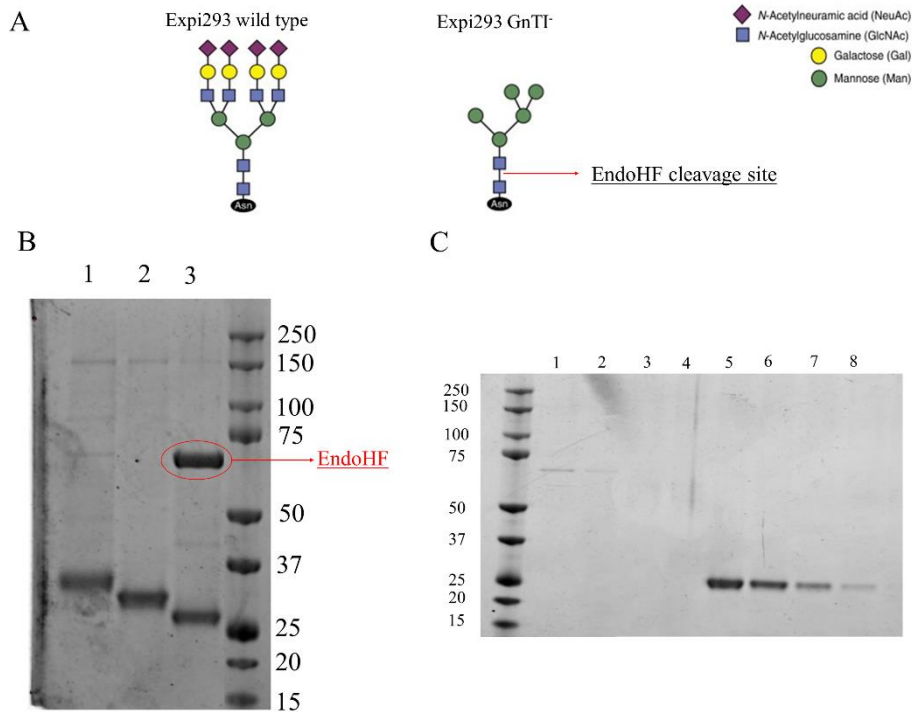 A
Expi293 wild type
Expi293 GnTI-
N-Acetylneuramic acid (NeuAc)
N-Acetylglucosamine (GlcNAc)
Galactose (Gal)
Mannose (Man)
Asn
Asn
EndoHF cleavage site
B
1 2 3
250
150
100
75
EndoHF
50
37
25
20
15
C
1 2 3 4 5 6 7 8
250
150
100
75
50
37
25
20
15